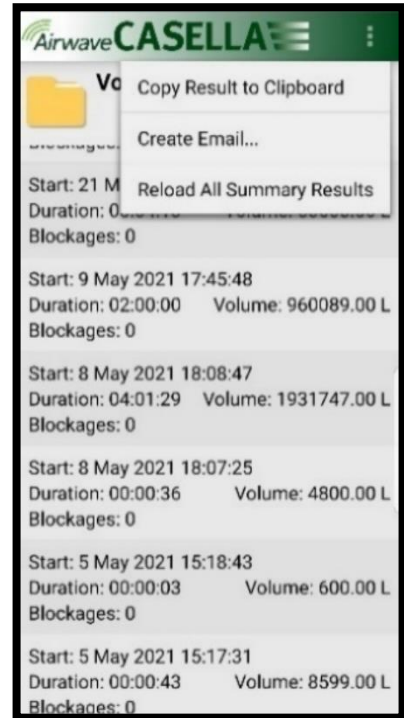 Airwave CASELLA
Vo
Copy Result to Clipboard
Create Email...
Reload All Summary Results
Start: 21 M
Duration: 0
Blockages: 0
Start: 9 May 2021 17:45:48
Duration: 02:00:00 Volume: 960089.00 L
Blockages: 0
Start: 8 May 2021 18:08:47
Duration: 04:01:29 Volume: 1931747.00 L
Blockages: 0
Start: 8 May 2021 18:07:25
Duration: 00:00:36 Volume: 4800.00 L
Blockages: 0
Start: 5 May 2021 15:18:43
Duration: 00:00:03 Volume: 600.00 L
Blockages: 0
Start: 5 May 2021 15:17:31
Duration: 00:00:43 Volume: 8599.00 L
Blockages: 0